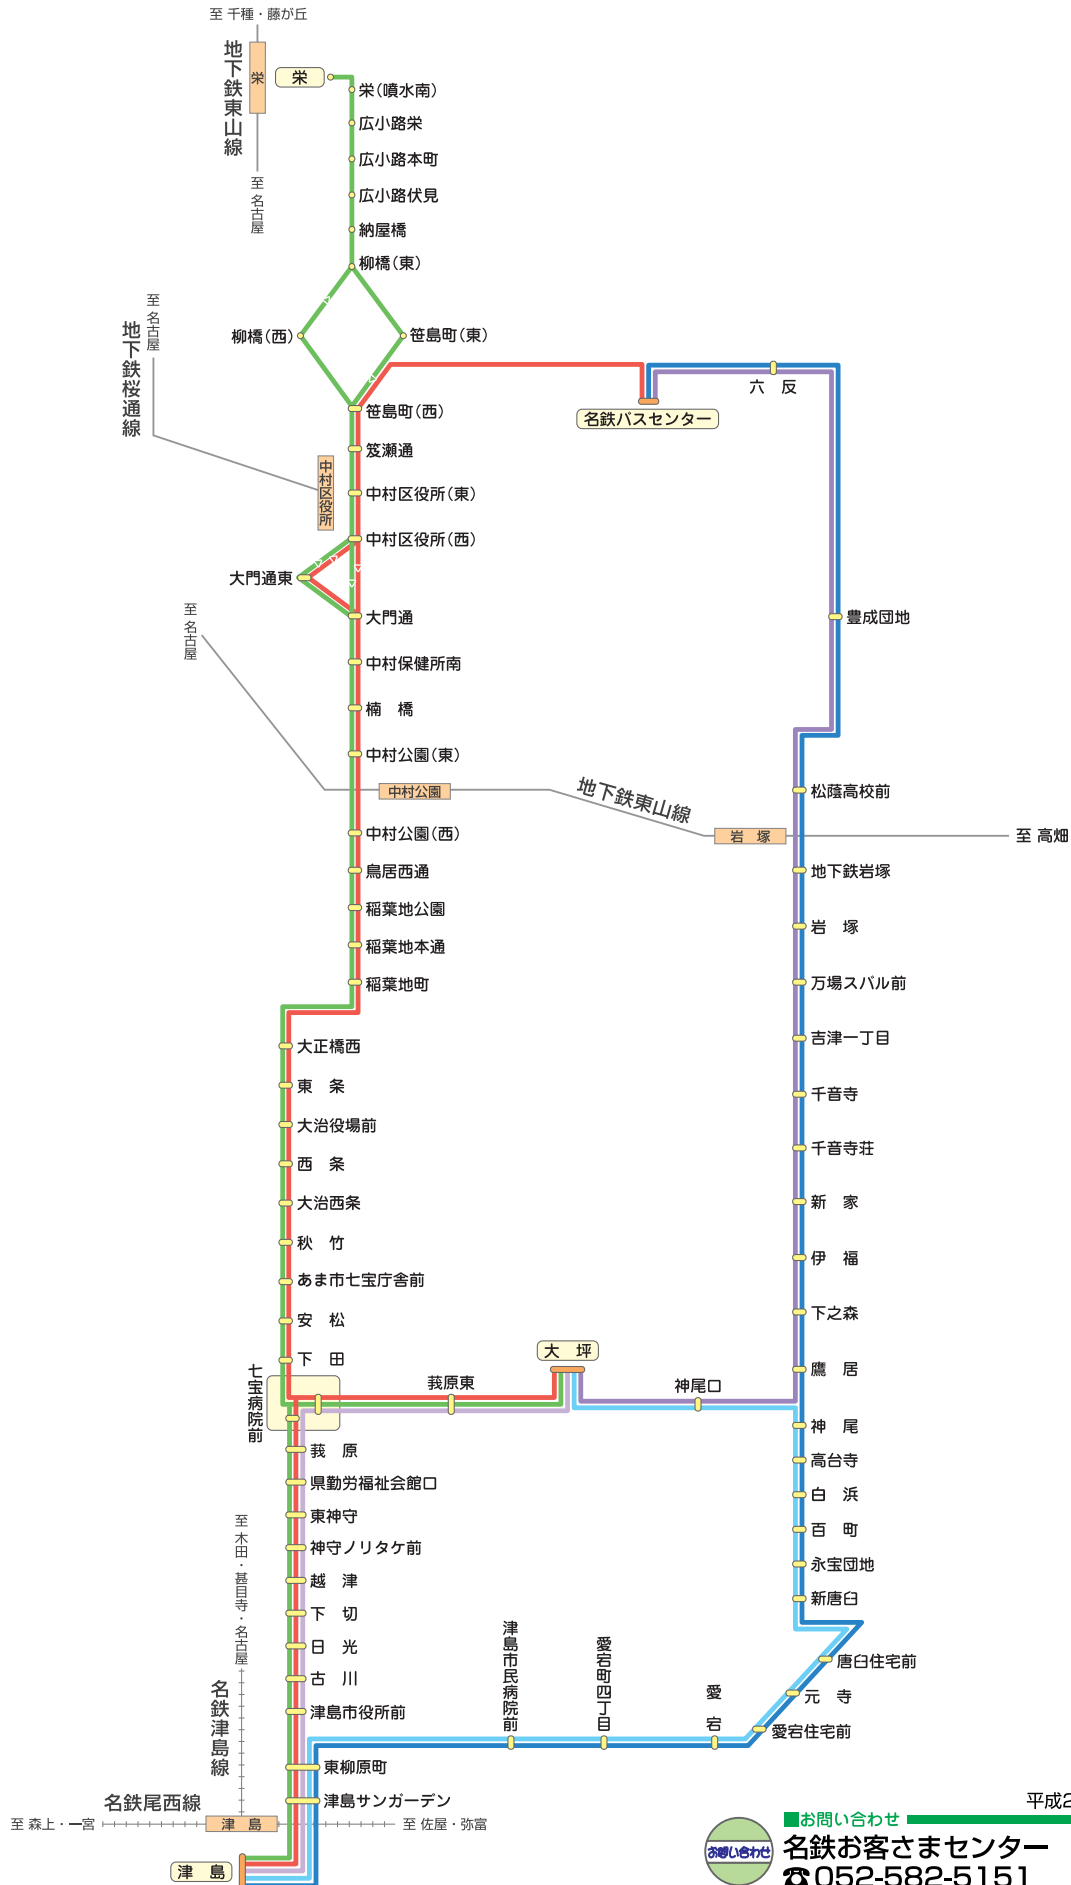 至 千種・藤が丘
地下鉄東山線
栄
栄
至 名古屋
栄(噴水南)
広小路栄
広小路本町
広小路伏見
納屋橋
柳橋(東)
柳橋(西)
笹島町(東)
至 名古屋
地下鉄桜通線
六 反
名鉄バスセンター
笹島町(西)
笈瀬通
中村区役所
中村区役所(東)
中村区役所(西)
大門通東
大門通
豊成団地
至 名古屋
中村保健所南
楠 橋
中村公園(東)
中村公園
地下鉄東山線
松蔭高校前
中村公園(西)
岩 塚
至 高畑
鳥居西通
地下鉄岩塚
稲葉地公園
岩 塚
稲葉地本通
稲葉地町
万場スバル前
大正橋西
吉津一丁目
東 条
千音寺
大治役場前
千音寺荘
西 条
大治西条
新 家
秋 竹
伊 福
あま市七宝庁舎前
下之森
安 松
下 田
大 坪
鷹 居
七宝病院前
莪原東
神尾口
莪 原
神 尾
県勤労福祉会館口
高台寺
東神守
白 浜
神守ノリタケ前
百 町
越 津
永宝団地
下 切
新唐臼
日 光
古 川
津島市役所前
至 木田・甚目寺・名古屋
名鉄津島線
津島市民病院前
愛宕町四丁目
愛 宕
唐臼住宅前
元 寺
愛宕住宅前
東柳原町
津島サンガーデン
名鉄尾西線
至 森上・一宮
津 島
至 佐屋・弥富
津 島
平成2
■お問い合わせ
お問い合わせ
名鉄お客さまセンター
☎052-582-5151